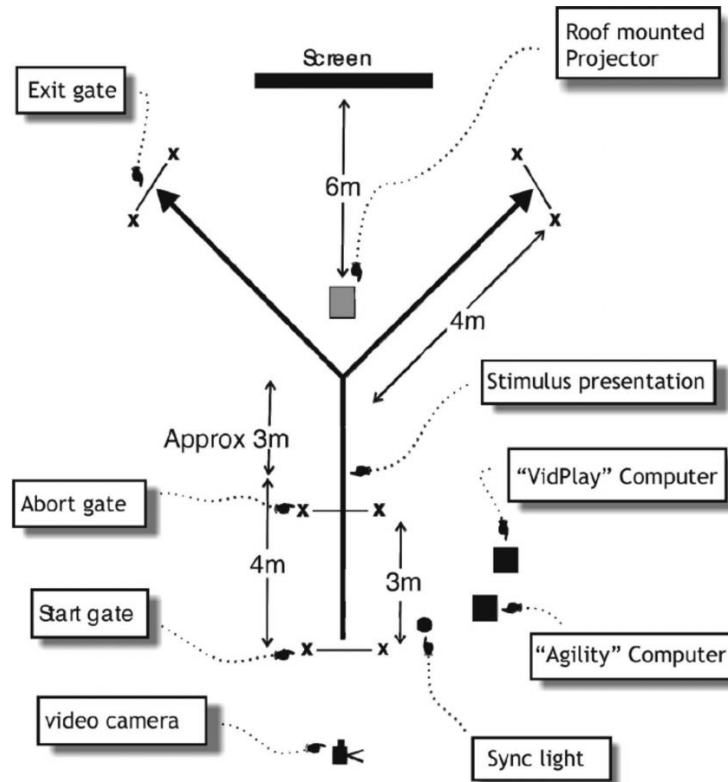 Screen
Roof mounted
Projector
Exit gate
x
x
x
x
6m
4m
Stimulus presentation
Approx 3m
"VidPlay" Computer
Abort gate
x
x
4m
3m
Start gate
x
x
"Agility" Computer
video camera
Sync light